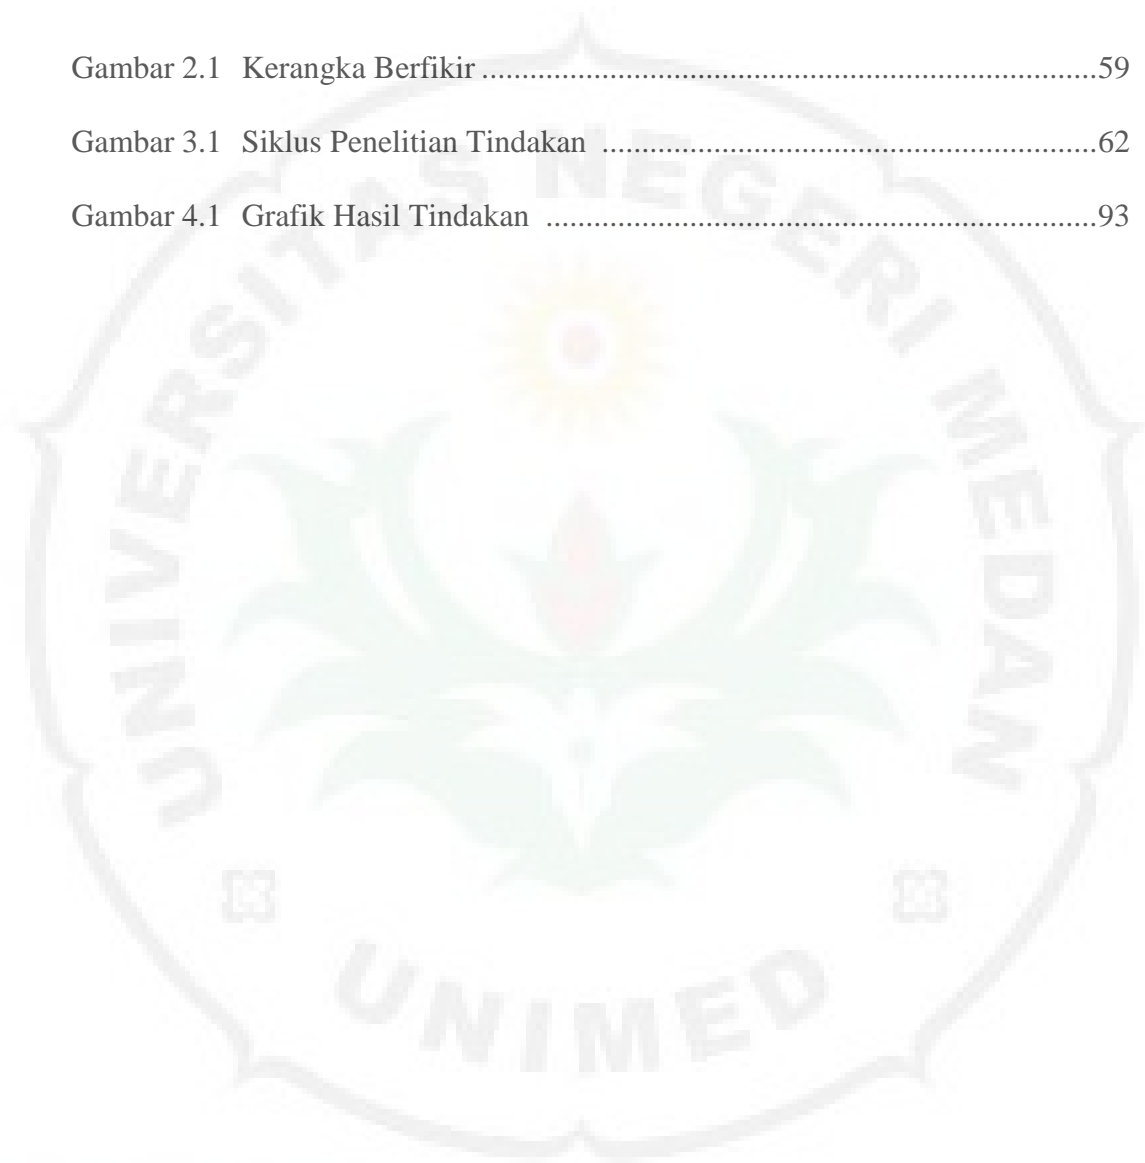 Gambar 2.1 Kerangka Berfikir ............................................................................59
Gambar 3.1 Siklus Penelitian Tindakan .............................................................62
Gambar 4.1 Grafik Hasil Tindakan ....................................................................93
UNIVERSITAS NEGERI MEDAN
UNIMED